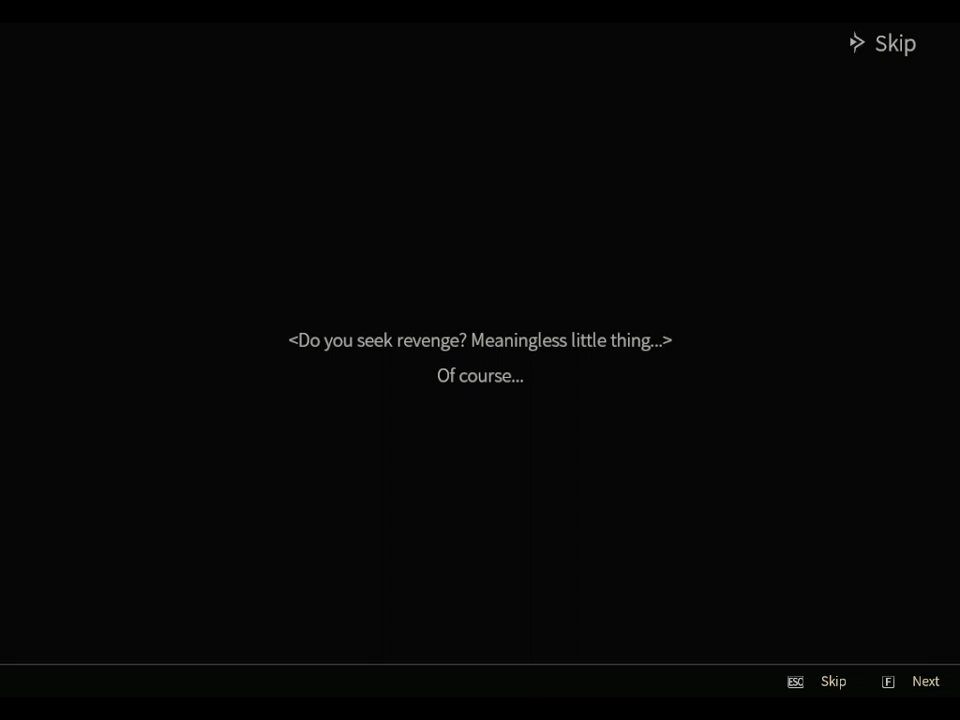 Skip
<Do you seek revenge? Meaningless little thing...>
Of course...
ESC Skip F Next